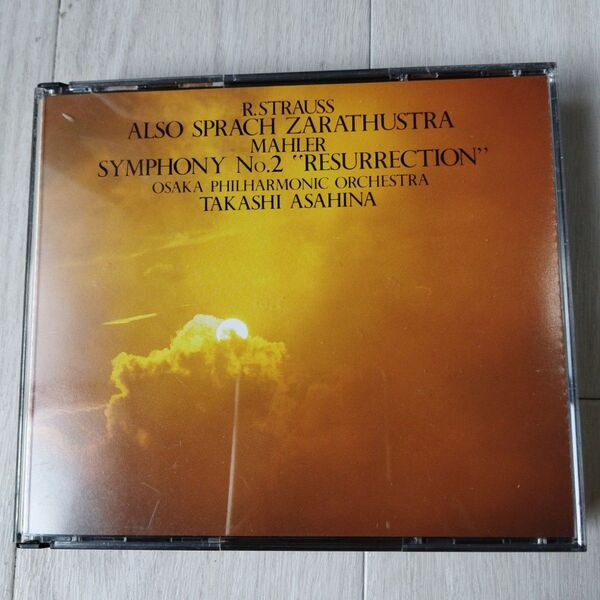 R.STRAUSS
ALSO SPRACH ZARATHUSTRA
MAHLER
SYMPHONY No.2 "RESURRECTION"
OSAKA PHILHARMONIC ORCHESTRA
TAKASHI ASAHINA